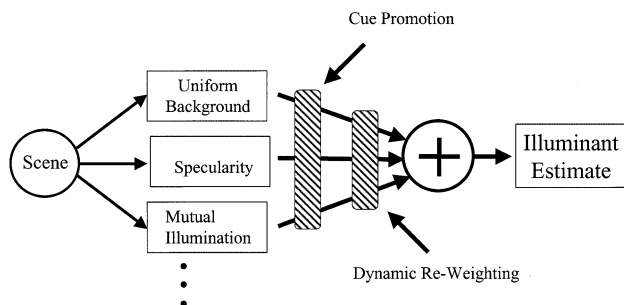 Cue Promotion
Uniform
Background
Scene
Specularity
Illuminant
Estimate
Mutual
Illumination
Dynamic Re-Weighting